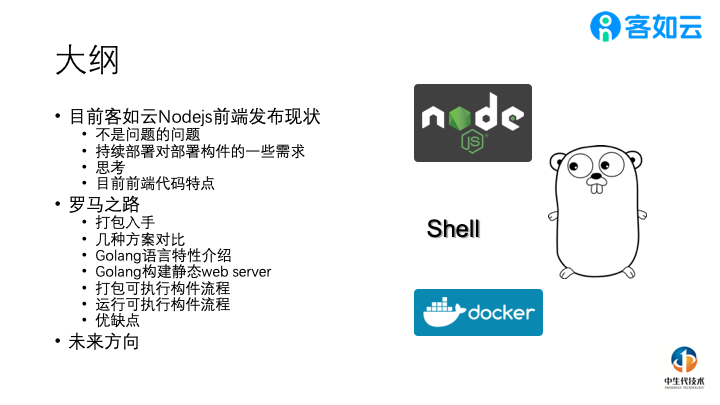 客如云
大纲
• 目前客如云Nodejs前端发布现状
• 不是问题的问题
• 持续部署对部署构件的一些需求
• 思考
• 目前前端代码特点
• 罗马之路
• 打包入手
• 几种方案对比
• Golang语言特性介绍
• Golang构建静态web server
• 打包可执行构件流程
• 运行可执行构件流程
• 优缺点
• 未来方向
node
JS
Shell
docker
中生代技术